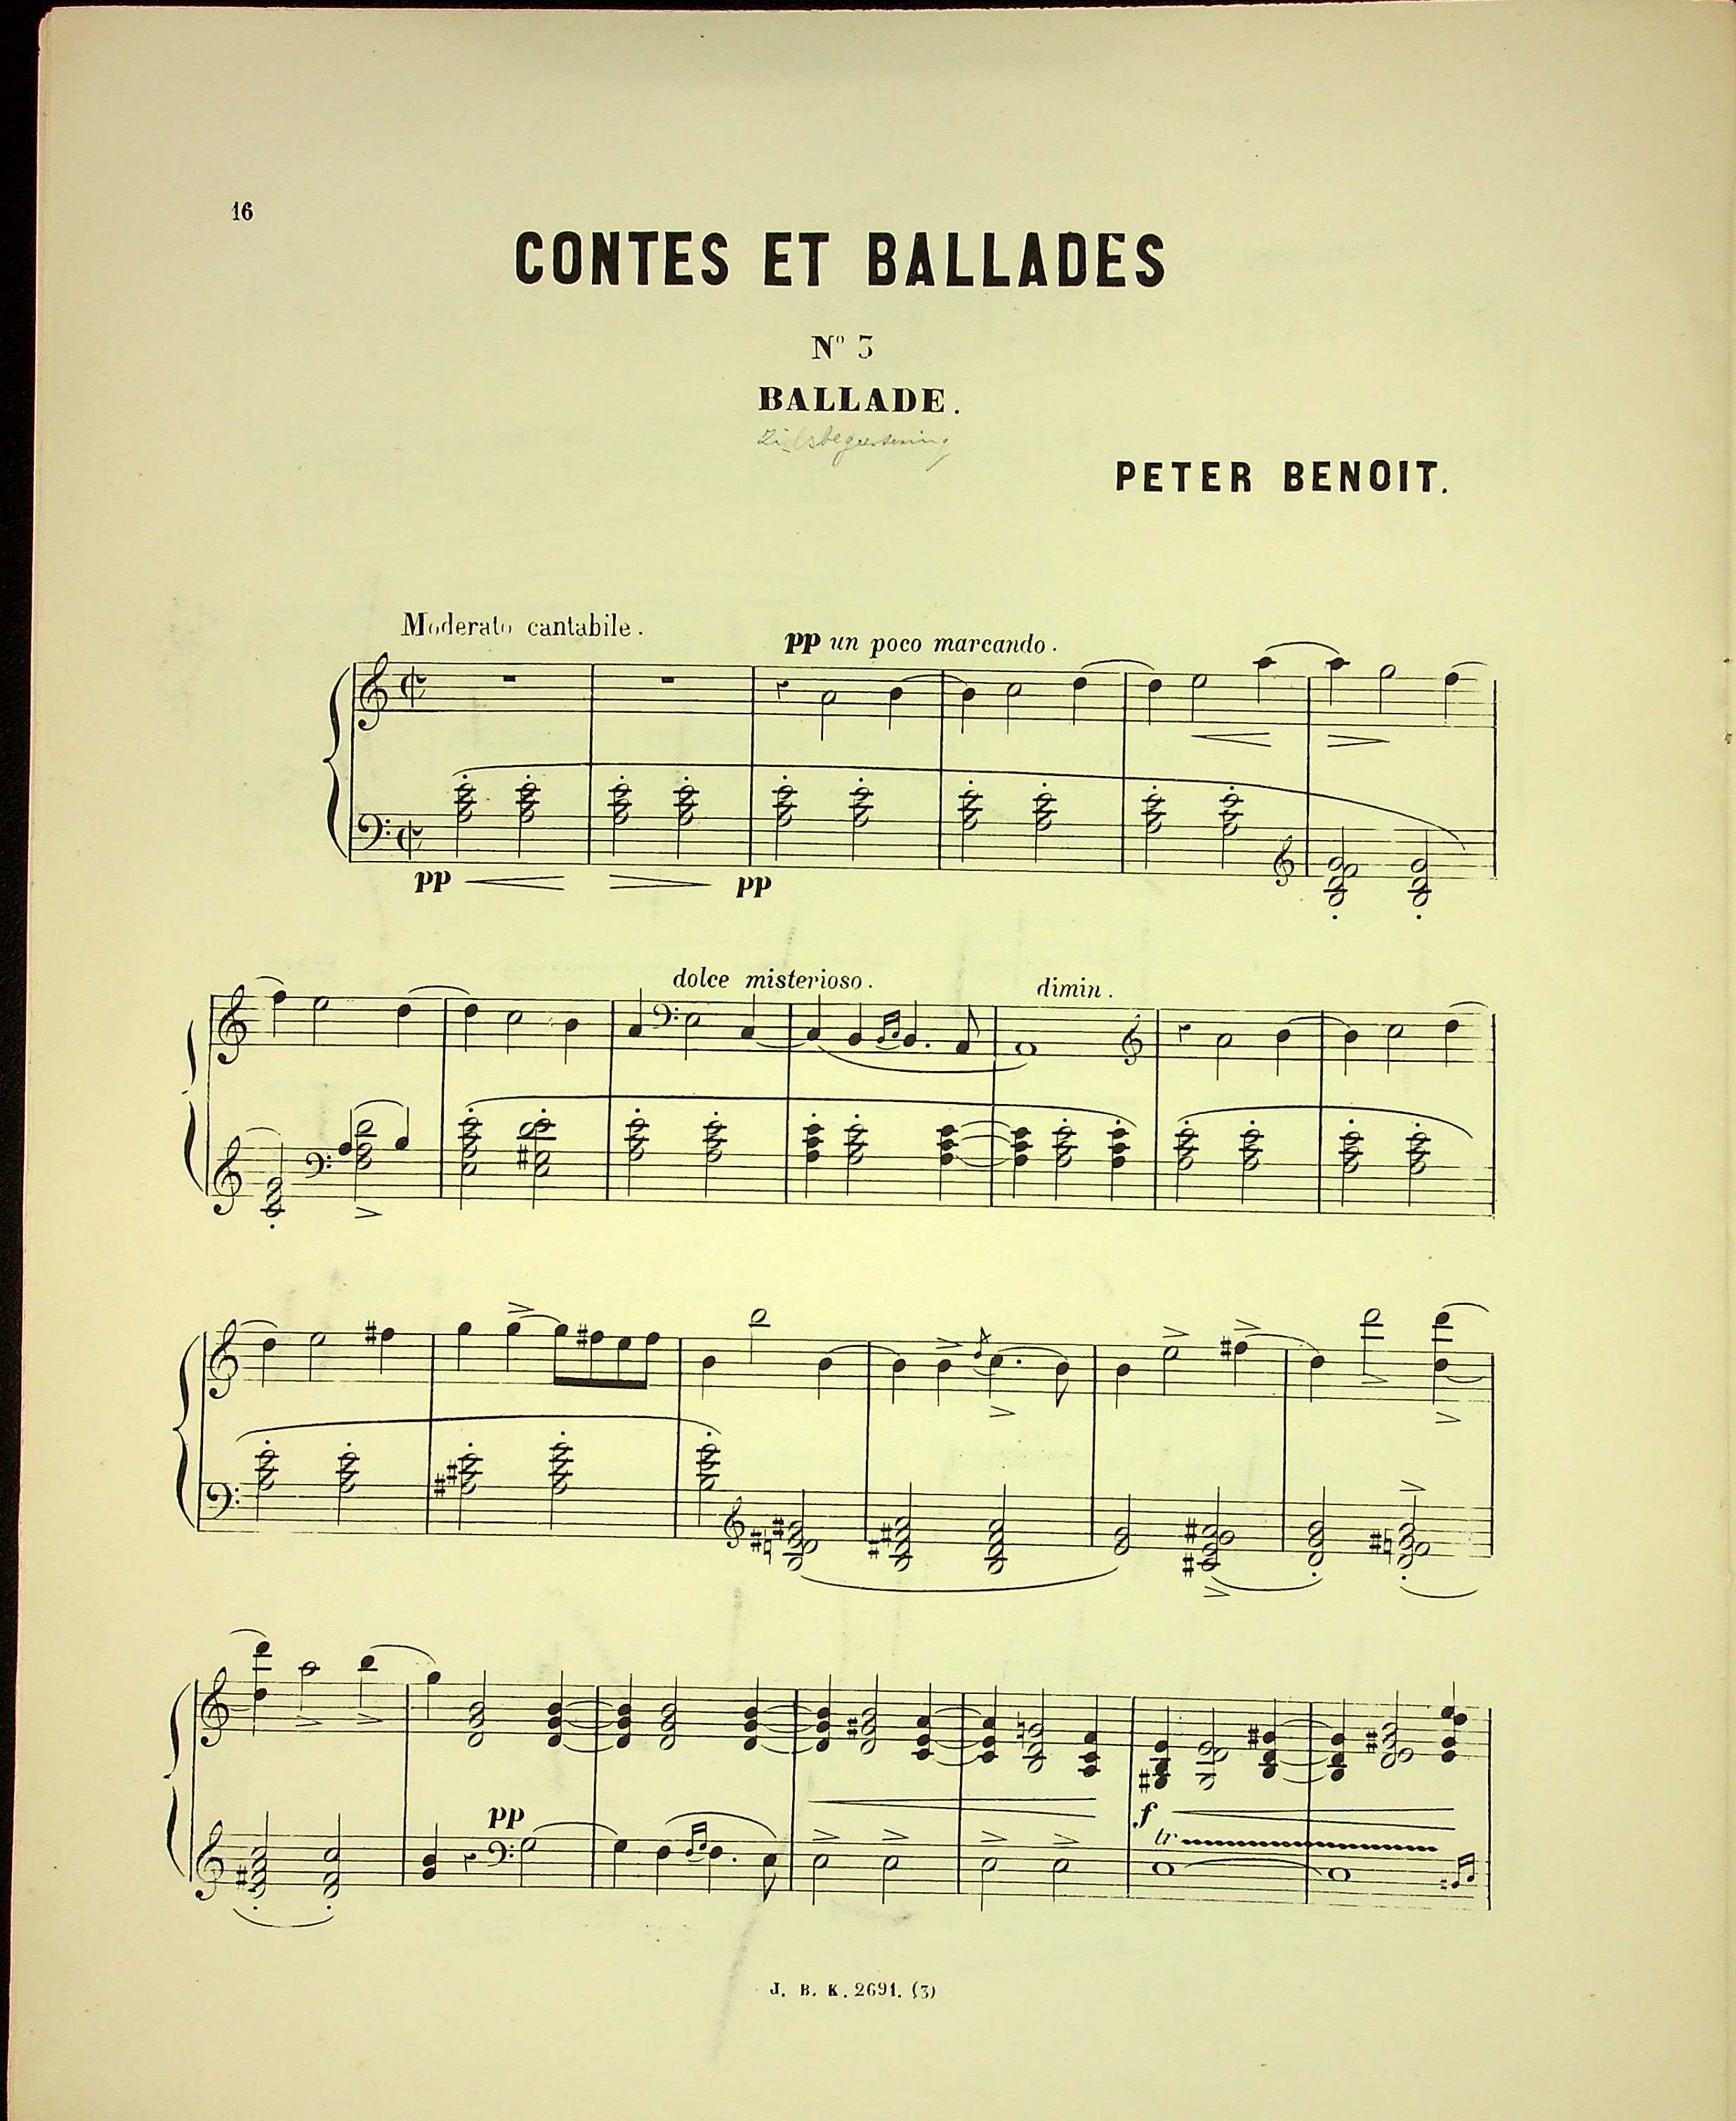 16
CONTES ET BALLADES
Nº 3
BALLADE.
PETER BENOIT.
Moderato cantabile.
pp un poco marcando.
pp pp
dolce misterioso. dimin.
pp
f
tr
J. B. K. 2691. (3)